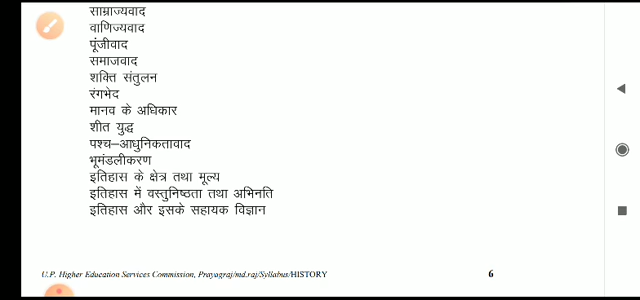 साम्राज्यवाद
वाणिज्यवाद
पूंजीवाद
समाजवाद
शक्ति संतुलन
रंगभेद
मानव के अधिकार
शीत युद्ध
पश्च–आधुनिकतावाद
भूमंडलीकरण
इतिहास के क्षेत्र तथा मूल्य
इतिहास में वस्तुनिष्ठता तथा अभिनति
इतिहास और इसके सहायक विज्ञान
U.P. Higher Education Services Commission, Prayagraj/md.raj/Syllabus/HISTORY 6